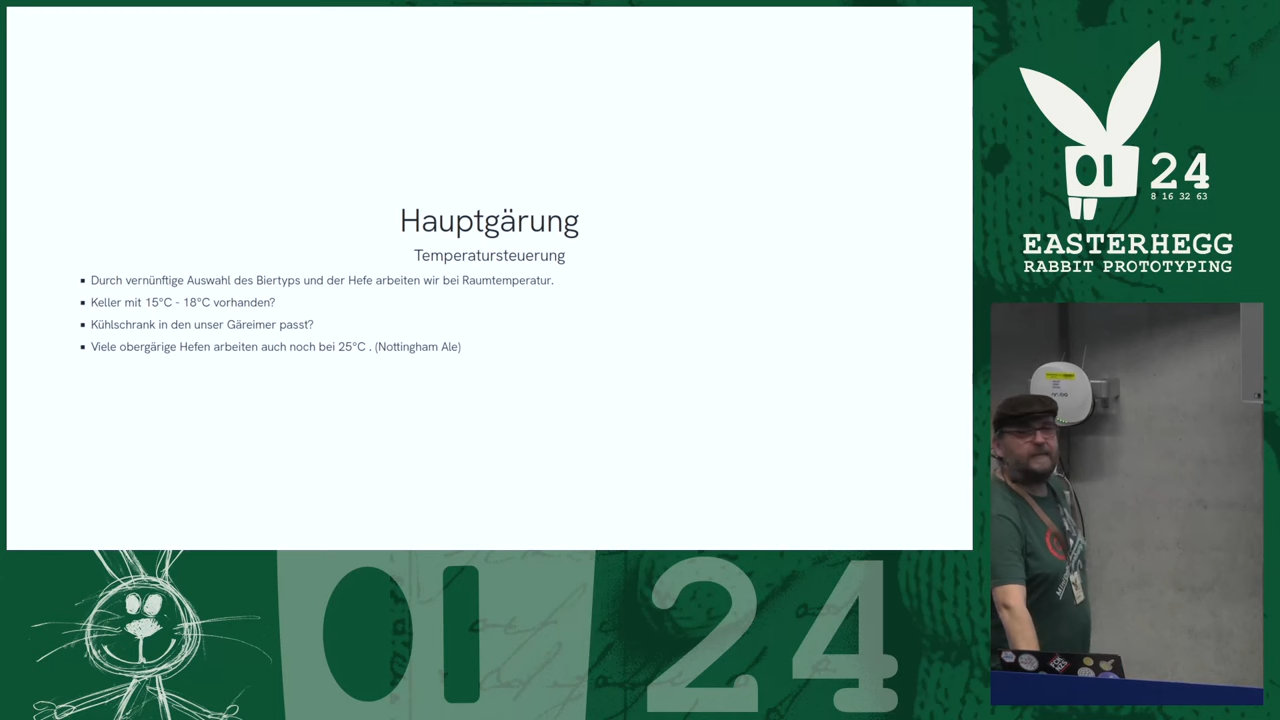 Hauptgärung
Temperatursteuerung
▪ Durch vernünftige Auswahl des Biertyps und der Hefe arbeiten wir bei Raumtemperatur.
▪ Keller mit 15°C - 18°C vorhanden?
▪ Kühlschrank in den unser Gäreimer passt?
▪ Viele obergärige Hefen arbeiten auch noch bei 25°C . (Nottingham Ale)
24
8 16 32 63
EASTERHEGG
RABBIT PROTOTYPING
24